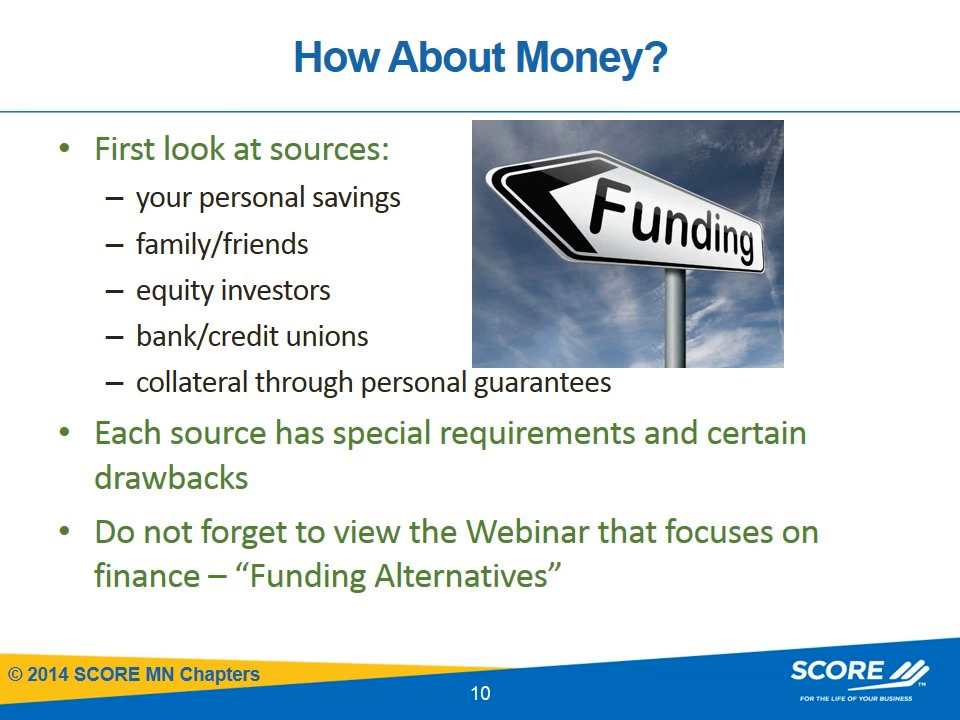 How About Money?
• First look at sources:
– your personal savings
– family/friends
– equity investors
– bank/credit unions
– collateral through personal guarantees
Funding
• Each source has special requirements and certain
drawbacks
• Do not forget to view the Webinar that focuses on
finance – “Funding Alternatives”
© 2014 SCORE MN Chapters
10
SCORE™
FOR THE LIFE OF YOUR BUSINESS